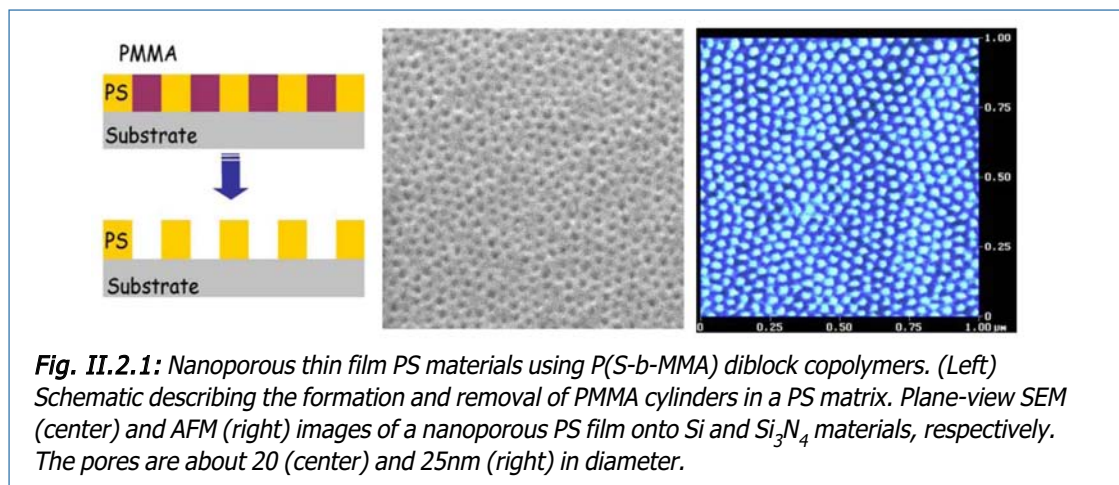 PMMA
PS
Substrate
PS
Substrate
1.00
0.75
0.50
0.25
0
0 0.25 0.50 0.75 1.00 µm
Fig. II.2.1: Nanoporous thin film PS materials using P(S-b-MMA) diblock copolymers. (Left)
Schematic describing the formation and removal of PMMA cylinders in a PS matrix. Plane-view SEM
(center) and AFM (right) images of a nanoporous PS film onto Si and Si₃N₄ materials, respectively.
The pores are about 20 (center) and 25nm (right) in diameter.